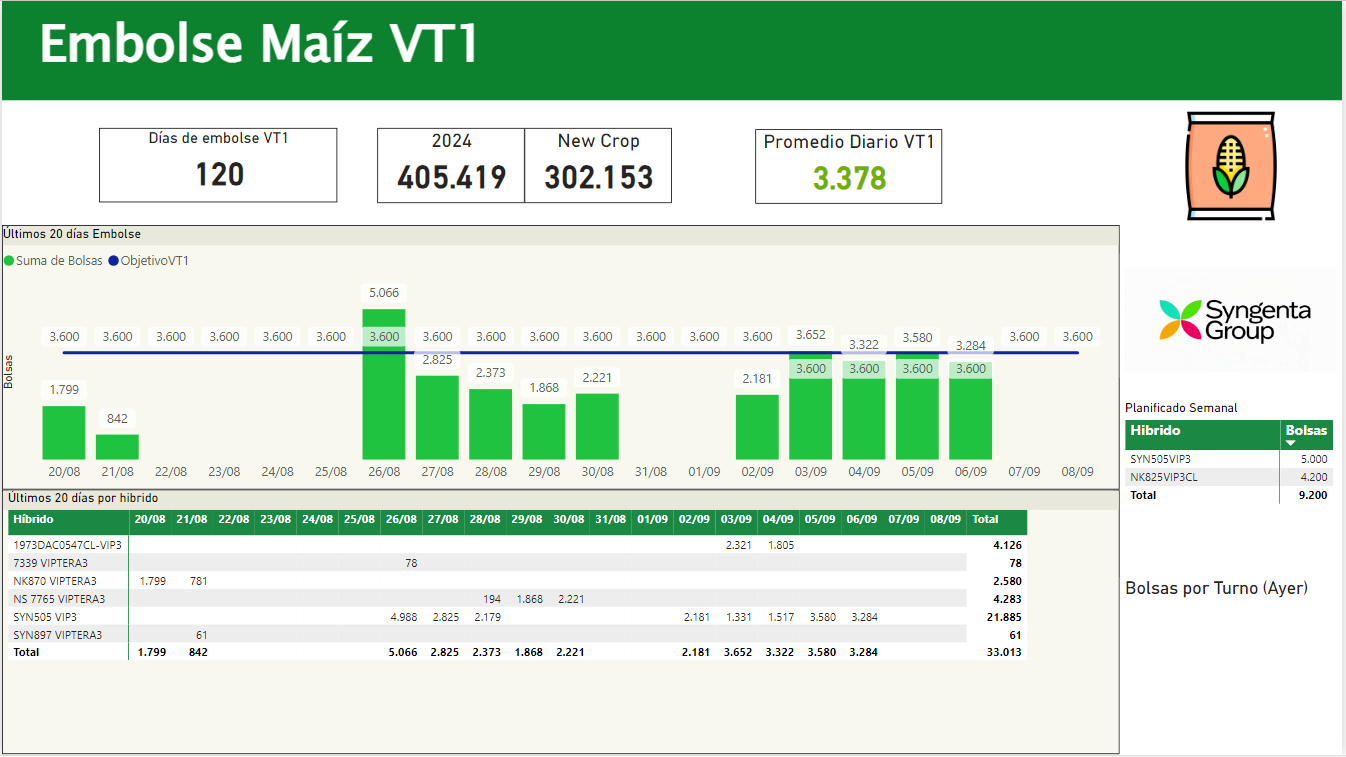 Embolse Maíz VT1
Días de embolse VT1
120
2024
405.419
New Crop
302.153
Promedio Diario VT1
3.378
Últimos 20 días Embolse
Suma de Bolsas ObjetivoVT1
Bolsas
5.066
3.600 3.600 3.600 3.600 3.600 3.600 3.600 3.600 3.600 3.600 3.600 3.600 3.600 3.600 3.652 3.322 3.580 3.284 3.600 3.600
2.825 2.373 1.868 2.221 2.181 3.600 3.600 3.600 3.600
1.799 842
20/08 21/08 22/08 23/08 24/08 25/08 26/08 27/08 28/08 29/08 30/08 31/08 01/09 02/09 03/09 04/09 05/09 06/09 07/09 08/09
Syngenta
Group
Planificado Semanal
Hibrido Bolsas
SYN505VIP3 5.000
NK825VIP3CL 4.200
Total 9.200
Últimos 20 días por hibrido
Híbrido 20/08 21/08 22/08 23/08 24/08 25/08 26/08 27/08 28/08 29/08 30/08 31/08 01/09 02/09 03/09 04/09 05/09 06/09 07/09 08/09 Total
1973DAC0547CL-VIP3 2.321 1.805 4.126
7339 VIPTERA3 78 78
NK870 VIPTERA3 1.799 781 2.580
NS 7765 VIPTERA3 194 1.868 2.221 4.283
SYN505 VIP3 4.988 2.825 2.179 2.181 1.331 1.517 3.580 3.284 21.885
SYN897 VIPTERA3 61 61
Total 1.799 842 5.066 2.825 2.373 1.868 2.221 2.181 3.652 3.322 3.580 3.284 33.013
Bolsas por Turno (Ayer)